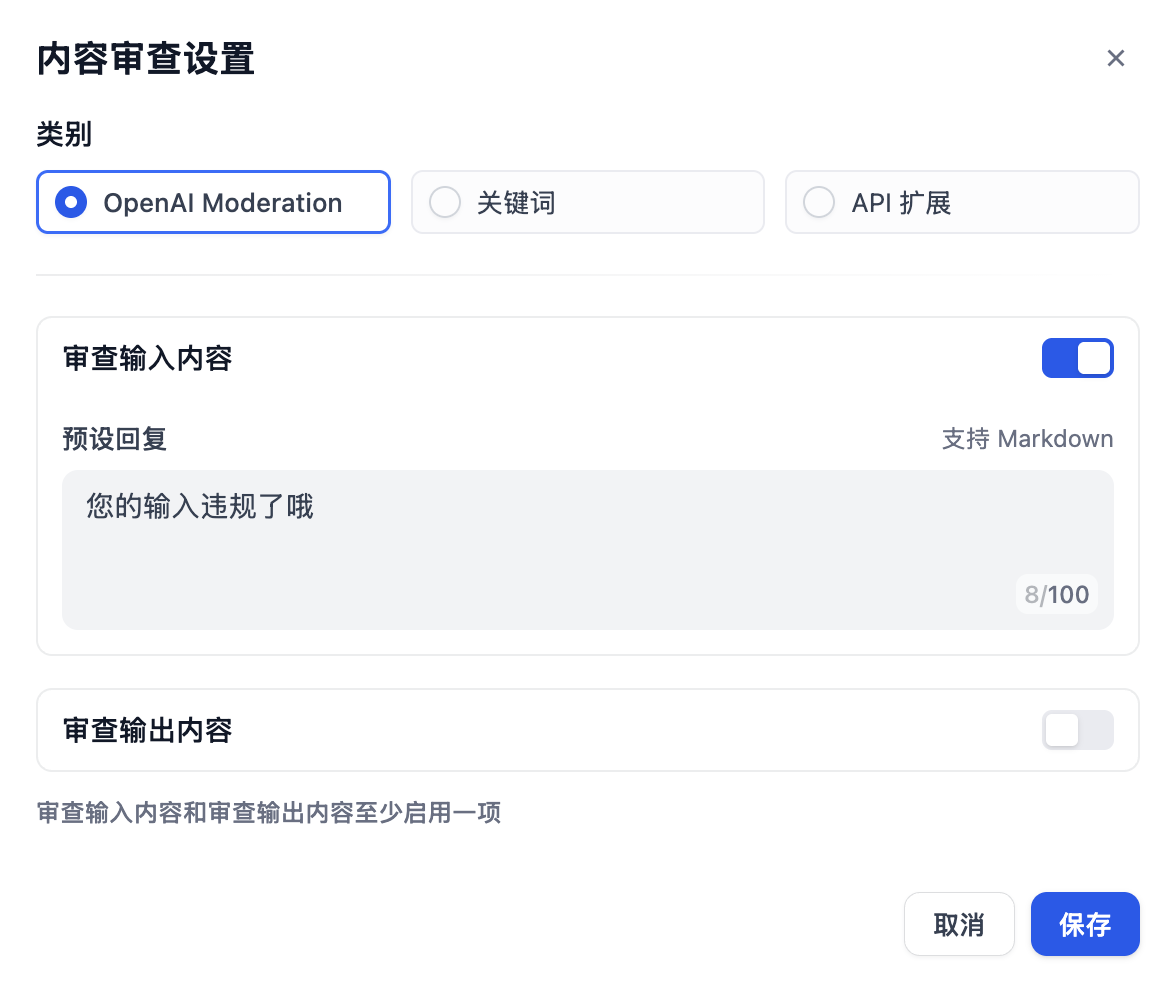 内容审查设置
类别
OpenAI Moderation
关键词
API 扩展
审查输入内容
预设回复
支持 Markdown
您的输入违规了哦
8/100
审查输出内容
审查输入内容和审查输出内容至少启用一项
取消
保存